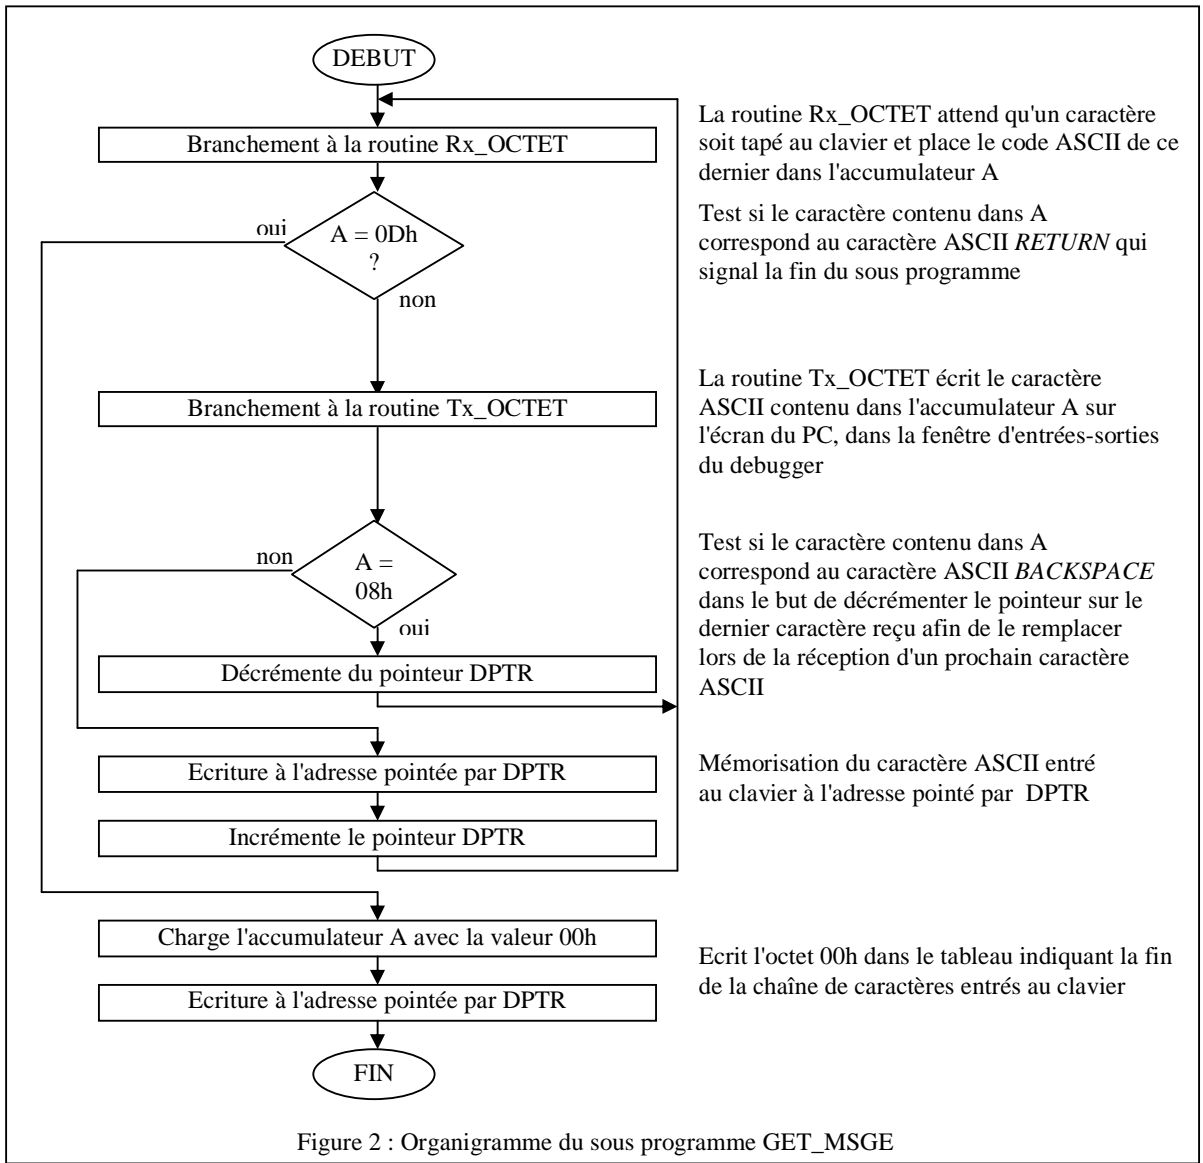 DEBUT
Branchement à la routine Rx_OCTET
La routine Rx_OCTET attend qu'un caractère
soit tapé au clavier et place le code ASCII de ce
dernier dans l'accumulateur A
oui
A = 0Dh
?
non
Test si le caractère contenu dans A
correspond au caractère ASCII RETURN qui
signal la fin du sous programme
Branchement à la routine Tx_OCTET
La routine Tx_OCTET écrit le caractère
ASCII contenu dans l'accumulateur A sur
l'écran du PC, dans la fenêtre d'entrées-sorties
du debugger
non
A =
08h
oui
Test si le caractère contenu dans A
correspond au caractère ASCII BACKSPACE
dans le but de décrémenter le pointeur sur le
dernier caractère reçu afin de le remplacer
lors de la réception d'un prochain caractère
ASCII
Décrémente du pointeur DPTR
Ecriture à l'adresse pointée par DPTR
Mémorisation du caractère ASCII entré
au clavier à l'adresse pointé par DPTR
Incrémente le pointeur DPTR
Charge l'accumulateur A avec la valeur 00h
Ecriture à l'adresse pointée par DPTR
Ecrit l'octet 00h dans le tableau indiquant la fin
de la chaîne de caractères entrés au clavier
FIN
Figure 2 : Organigramme du sous programme GET_MSGE